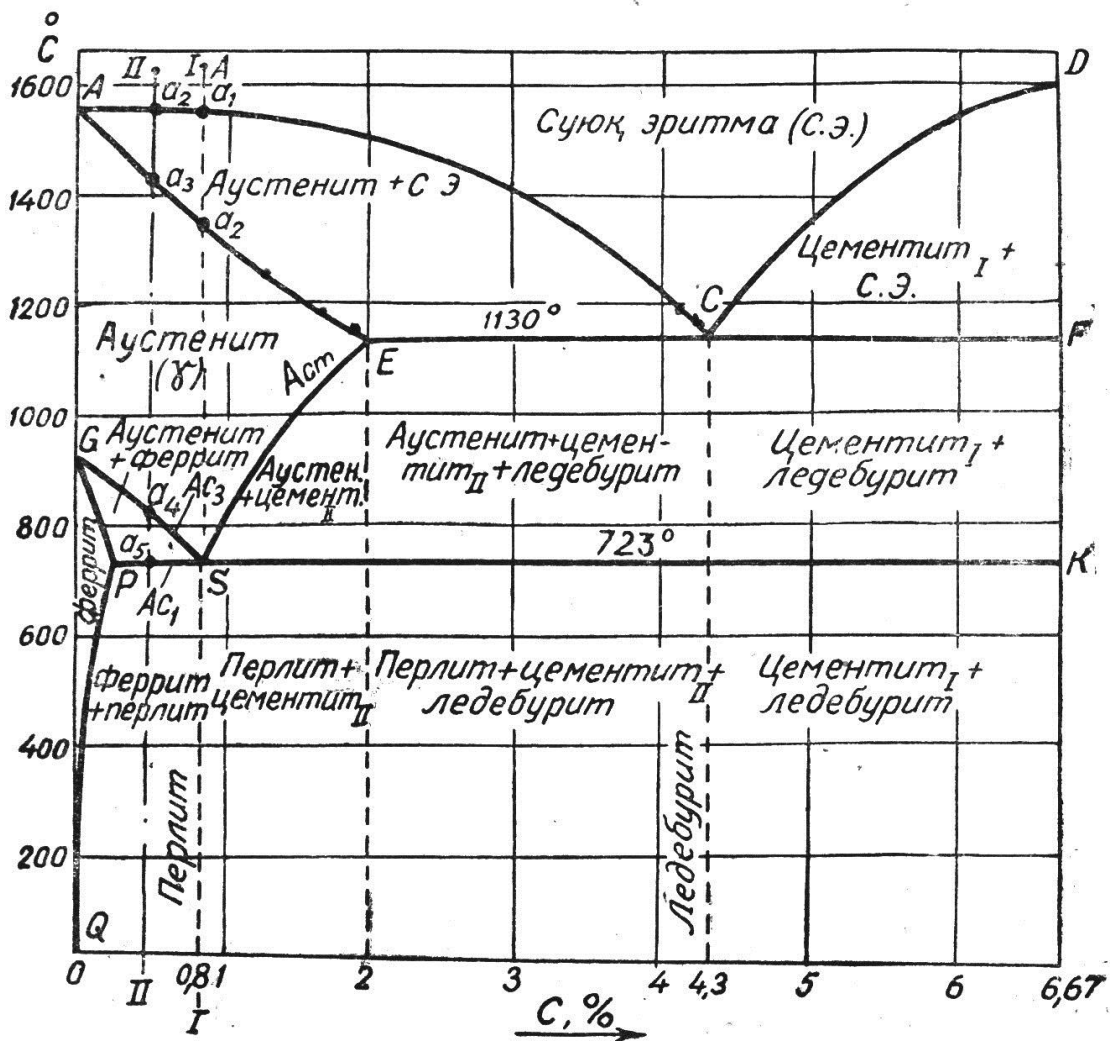 °C
II I A
D
1600
A
a₂ a₁
Суюқ эритма (С.Э.)
a₃ Аустенит + С Э
1400
a₂
Цементит I +
С.Э.
1200
1130°
C
Аустенит
(γ)
Аcт
E
F
1000
G
Аустенит
+ феррит
Аустен.
+цемент.
II
Аустенит+цемен-
тит II + ледебурит
Цементит I +
ледебурит
a₄
Ас₃
800
феррит
a₅
723°
P
S
K
Ас₁
600
Феррит
+перлит
Перлит+
цементит II
Перлит+цементит II +
ледебурит
Цементит I +
ледебурит
400
Перлит
Ледебурит
200
Q
0 0,8 1 2 3 4 4,3 5 6 6,67
II
I
C, %